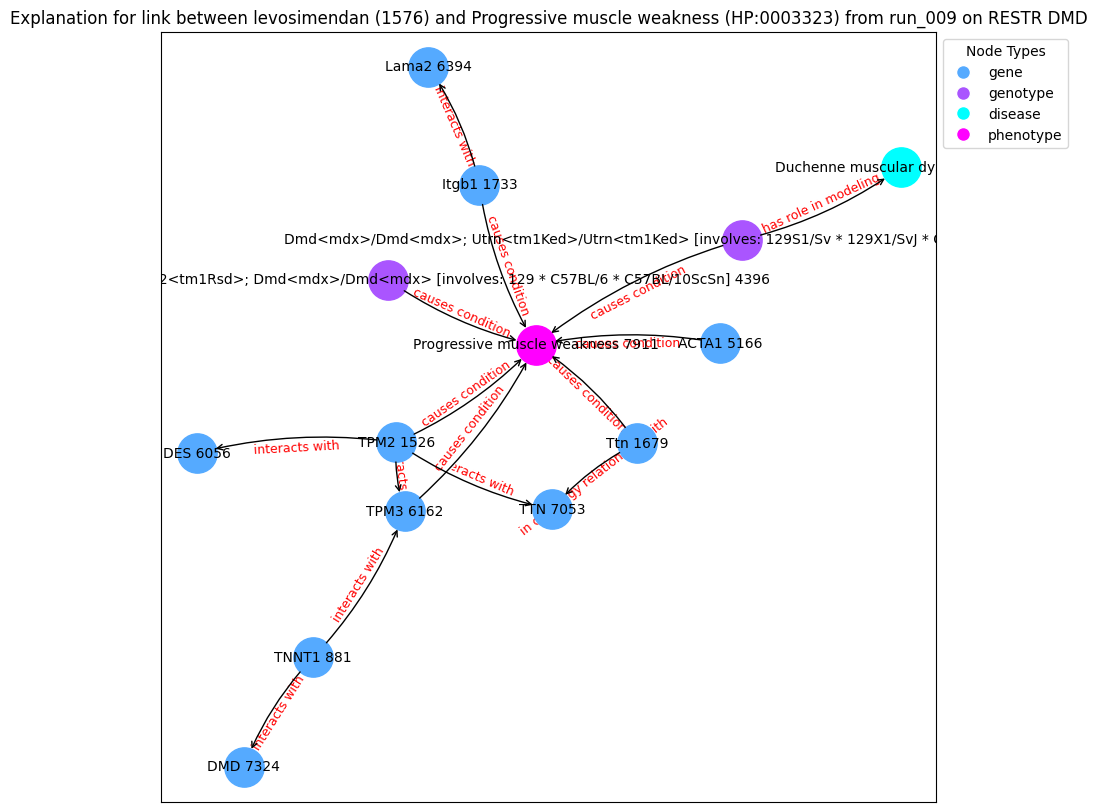 Explanation for link between levosimendan (1576) and Progressive muscle weakness (HP:0003323) from run_009 on RESTR DMD
Node Types
gene
genotype
disease
phenotype
Lama2 6394
interacts with
Itgb1 1733
Duchenne muscular dy
has role in modeling
causes condition
Dmd<mdx>/Dmd<mdx>; Utrn<tm1Ked>/Utrn<tm1Ked> [involves: 129S1/Sv * 129X1/SvJ *
2<tm1Rsd>; Dmd<mdx>/Dmd<mdx> [involves: 129 * C57BL/6 * C57BL/10ScSn] 4396
causes condition
causes condition
Progressive muscle weakness 7911
causes condition
ACTA1 5166
causes condition
causes condition
causes condition
DES 6056
interacts with
TPM2 1526
Ttn 1679
with
interacts with
TPM3 6162
TTN 7053
in
interacts with
TNNT1 881
interacts with
DMD 7324